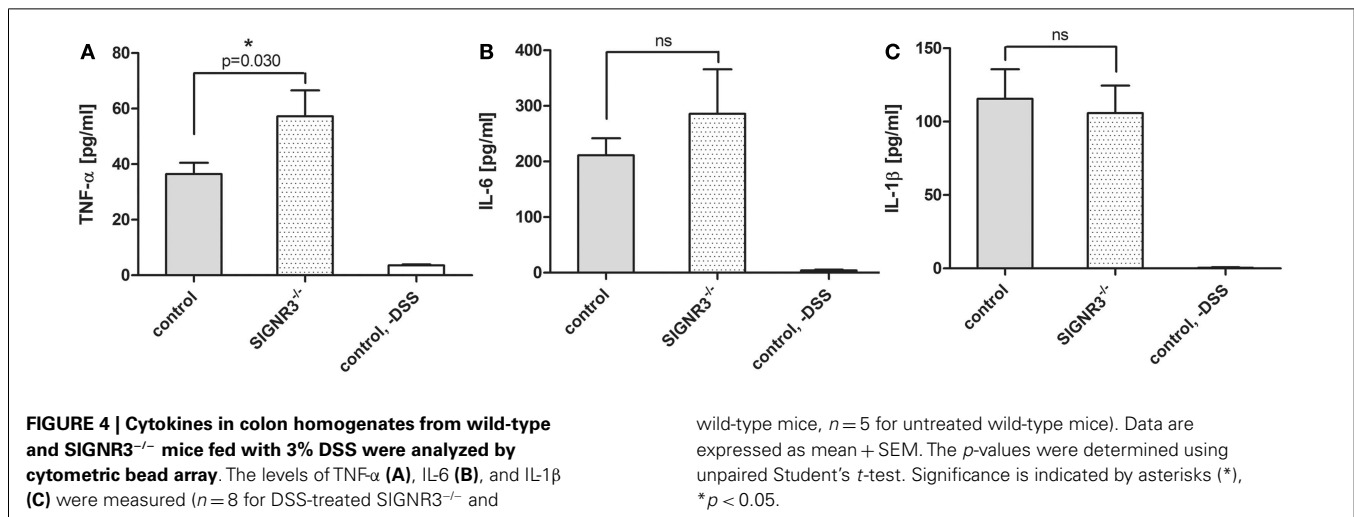 A
*
p=0.030
TNF-α [pg/ml]
80
60
40
20
0
control
SIGNR3-/-
control, -DSS
B
ns
IL-6 [pg/ml]
400
300
200
100
0
control
SIGNR3-/-
control, -DSS
C
ns
IL-1β [pg/ml]
150
100
50
0
control
SIGNR3-/-
control, -DSS
FIGURE 4 | Cytokines in colon homogenates from wild-type
and SIGNR3−/− mice fed with 3% DSS were analyzed by
cytometric bead array. The levels of TNF-α (A), IL-6 (B), and IL-1β
(C) were measured (n = 8 for DSS-treated SIGNR3−/− and
wild-type mice, n = 5 for untreated wild-type mice). Data are
expressed as mean + SEM. The p-values were determined using
unpaired Student's t-test. Significance is indicated by asterisks (*),
*p < 0.05.